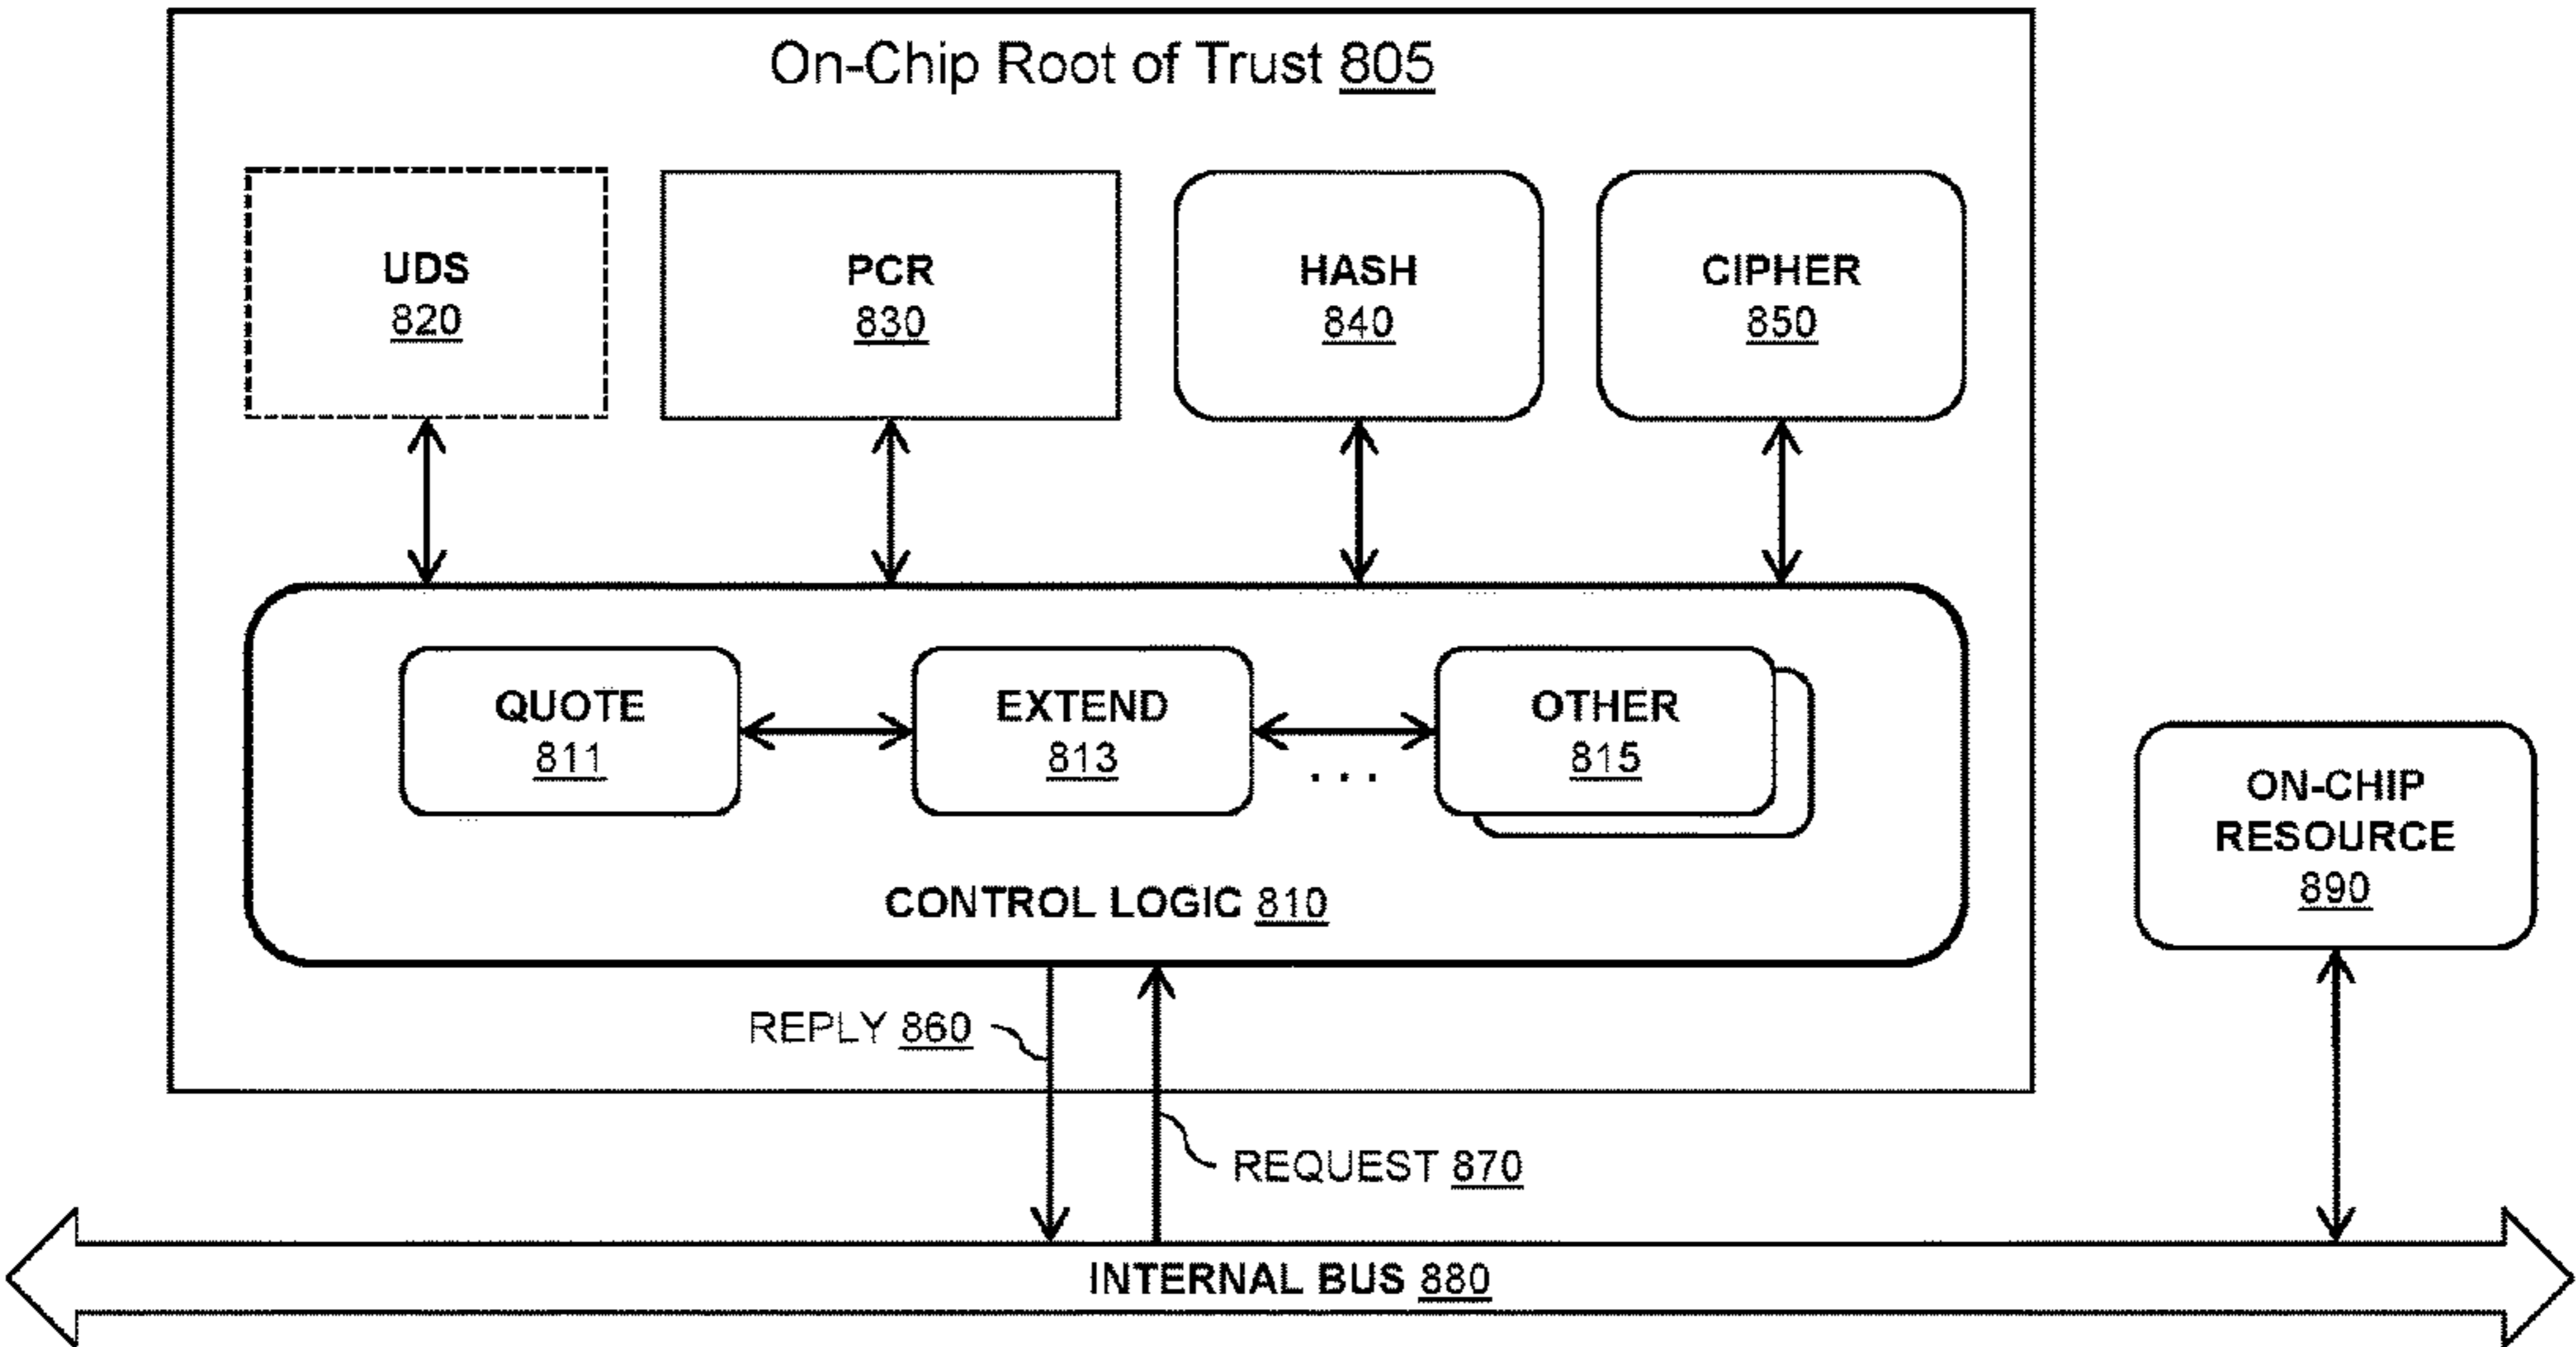 On-Chip Root of Trust 805
UDS
820
PCR
830
HASH
840
CIPHER
850
QUOTE
811
EXTEND
813
...
OTHER
815
CONTROL LOGIC 810
ON-CHIP
RESOURCE
890
REPLY 860
REQUEST 870
INTERNAL BUS 880